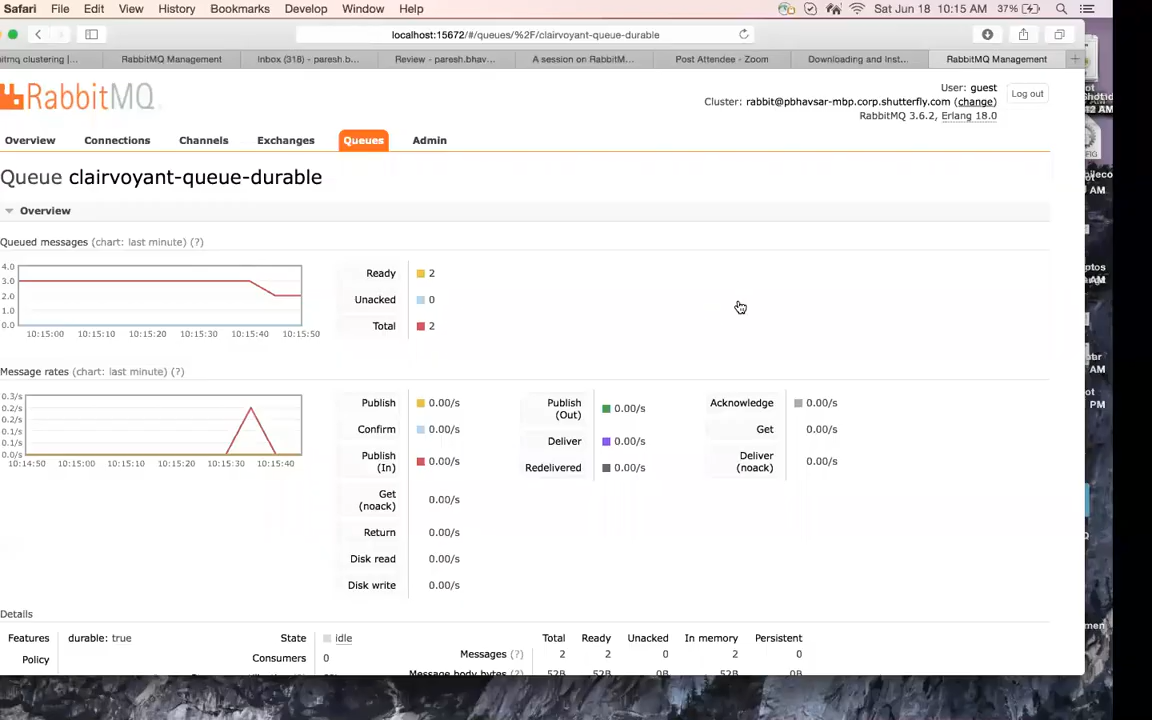 Safari File Edit View History Bookmarks Develop Window Help Sat Jun 18 10:15 AM 37%
localhost:15672/#/queues/%2F/clairvoyant-queue-durable
itrnq clustering |... RabbitMQ Management Inbox (318) - paresh.b... Review - paresh.bhav... A session on RabbitM... Post Attendee - Zoom Downloading and Inst... RabbitMQ Management
RabbitMQ
User: guest
Log out
Cluster: rabbit@pbhavsar-mbp.corp.shutterfly.com (change)
RabbitMQ 3.6.2, Erlang 18.0
Overview Connections Channels Exchanges Queues Admin
Queue clairvoyant-queue-durable
Overview
Queued messages (chart: last minute) (?)
4.0
3.0
2.0
1.0
0.0
10:15:00 10:15:10 10:15:20 10:15:30 10:15:40 10:15:50
Ready 2
Unacked 0
Total 2
Message rates (chart: last minute) (?)
0.3/s
0.2/s
0.2/s
0.1/s
0.1/s
0.0/s
10:14:50 10:15:00 10:15:10 10:15:20 10:15:30 10:15:40
Publish 0.00/s
Confirm 0.00/s
Publish (In) 0.00/s
Get (noack) 0.00/s
Return 0.00/s
Disk read 0.00/s
Disk write 0.00/s
Publish (Out) 0.00/s
Deliver 0.00/s
Redelivered 0.00/s
Acknowledge 0.00/s
Get 0.00/s
Deliver (noack) 0.00/s
Details
Features durable: true
Policy
State idle
Consumers 0
Total Ready Unacked In memory Persistent
Messages (?) 2 2 0 2 0
Message body bytes (?) 52B 52B 0B 52B 0B